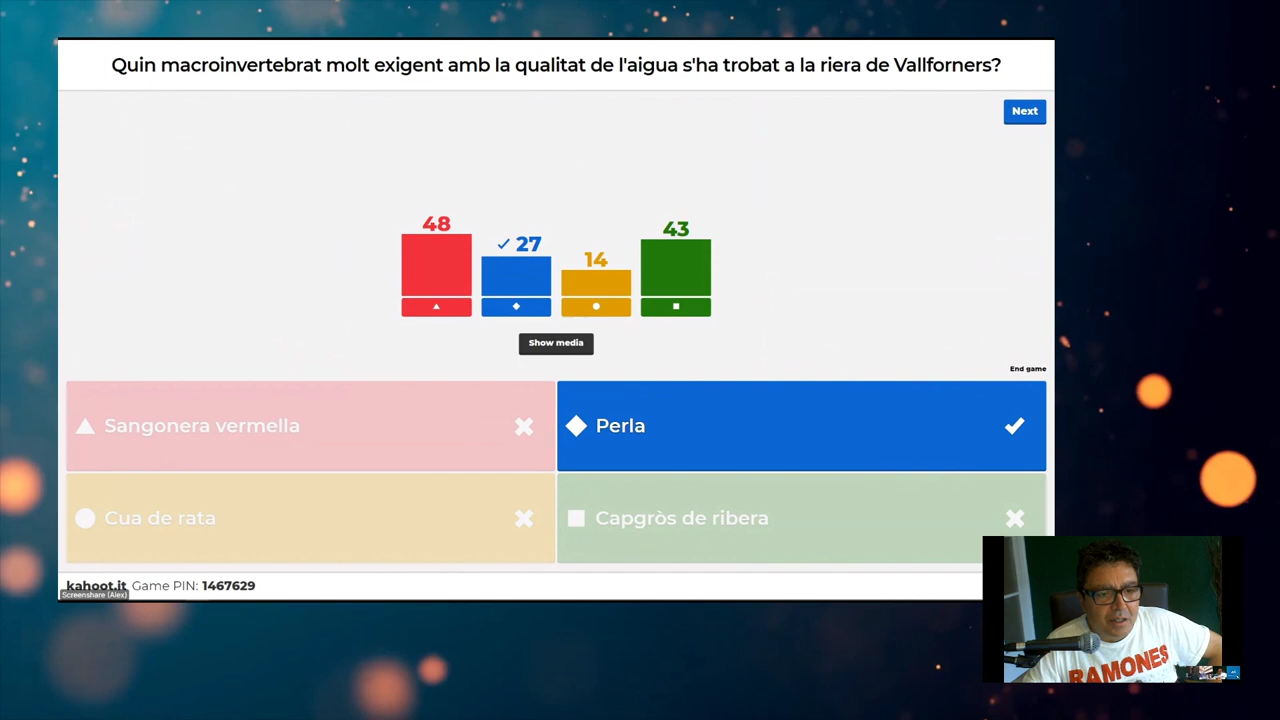 Quin macroinvertebrat molt exigent amb la qualitat de l'aigua s'ha trobat a la riera de Vallforners?
Next
48
27
14
43
Show media
End game
Sangonera vermella
Perla
Cua de rata
Capgròs de ribera
kahoot.it Game PIN: 1467629
Screenshare (Alex)
RAMONES